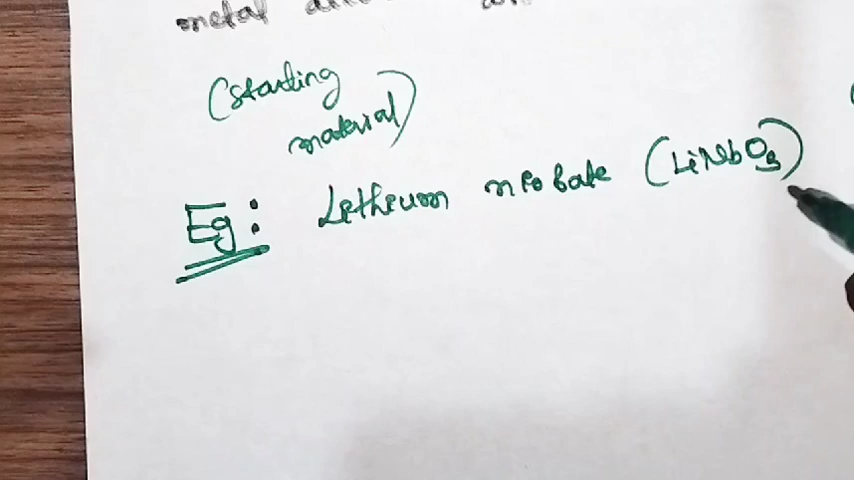 metal
(starting
material)
Eg: Lithium niobate (LiNbO3)